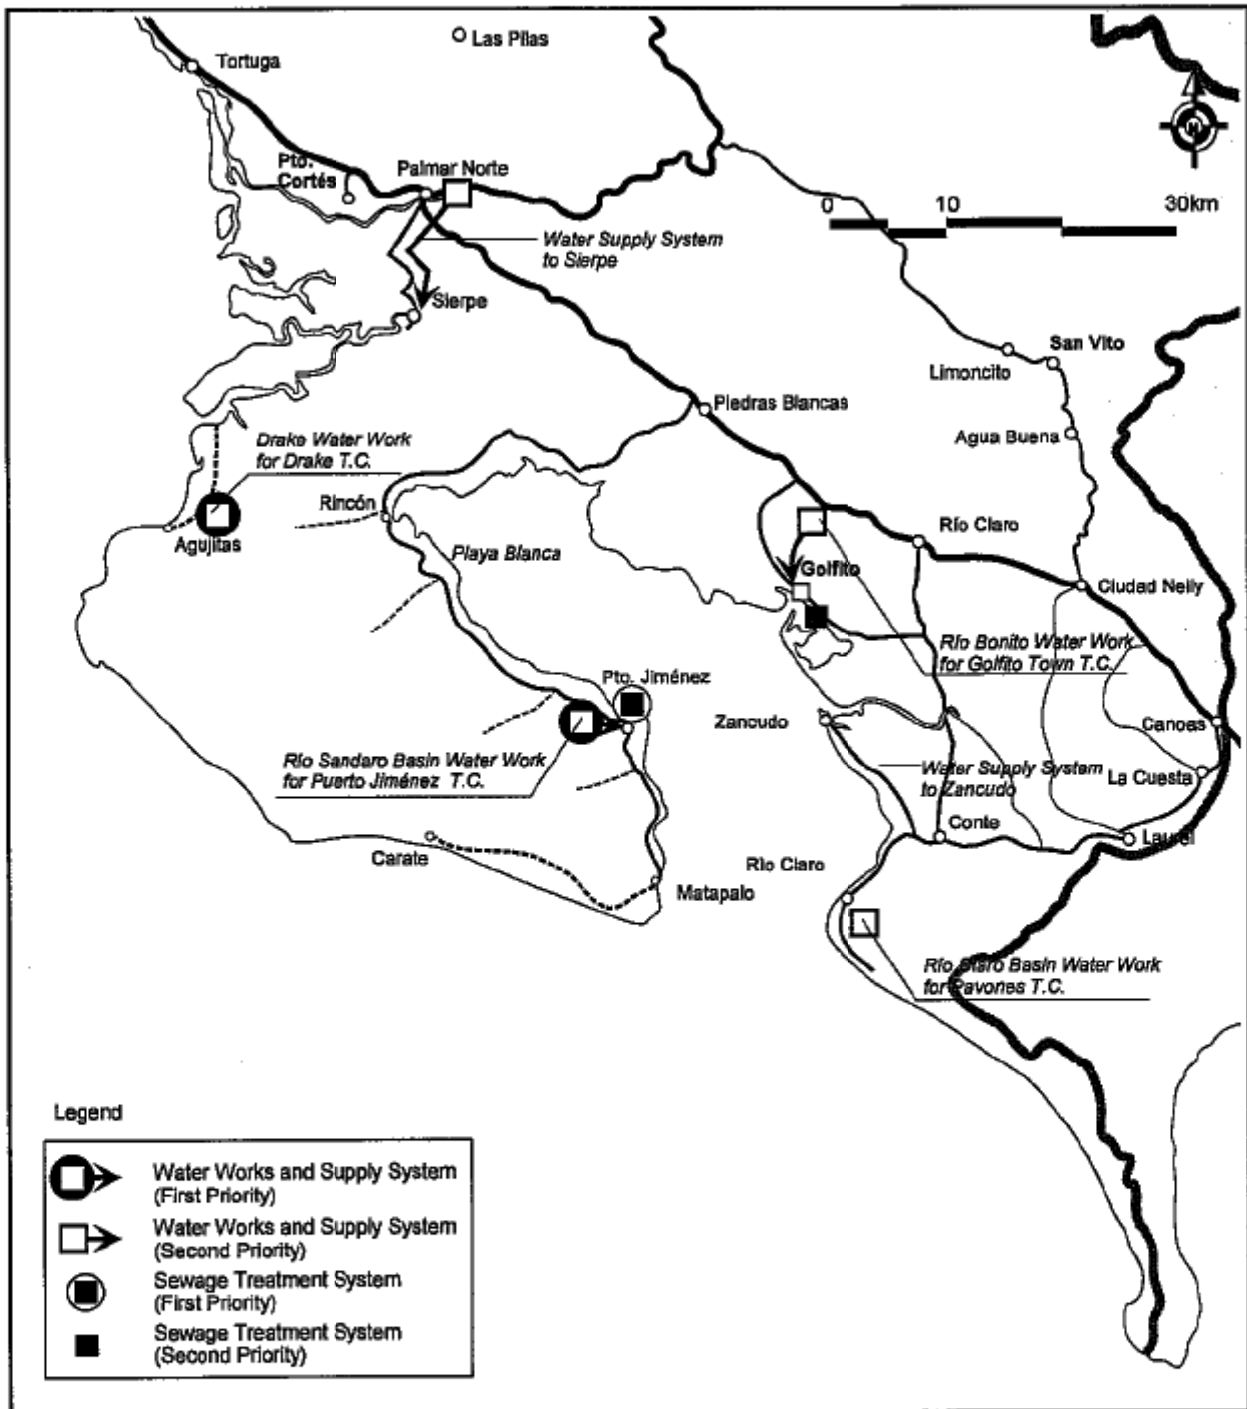 Las Pilas
Tortuga
N
Pto.
Cortés
Palmar Norte
0
10
30km
Water Supply System
to Sierpe
Sierpe
San Vito
Limoncito
Piedras Blancas
Agua Buena
Drake Water Work
for Drake T.C.
Rincón
Agujitas
Playa Blanca
Río Claro
Golfito
Ciudad Nelly
Río Bonito Water Work
for Golfito Town T.C.
Pto. Jiménez
Zancudo
Canoas
Río Sandaro Basin Water Work
for Puerto Jiménez T.C.
Water Supply System
to Zancudo
La Cuesta
Conte
Laurel
Carate
Río Claro
Matapalo
Río Claro Basin Water Work
for Pavones T.C.
Legend
Water Works and Supply System
(First Priority)
Water Works and Supply System
(Second Priority)
Sewage Treatment System
(First Priority)
Sewage Treatment System
(Second Priority)